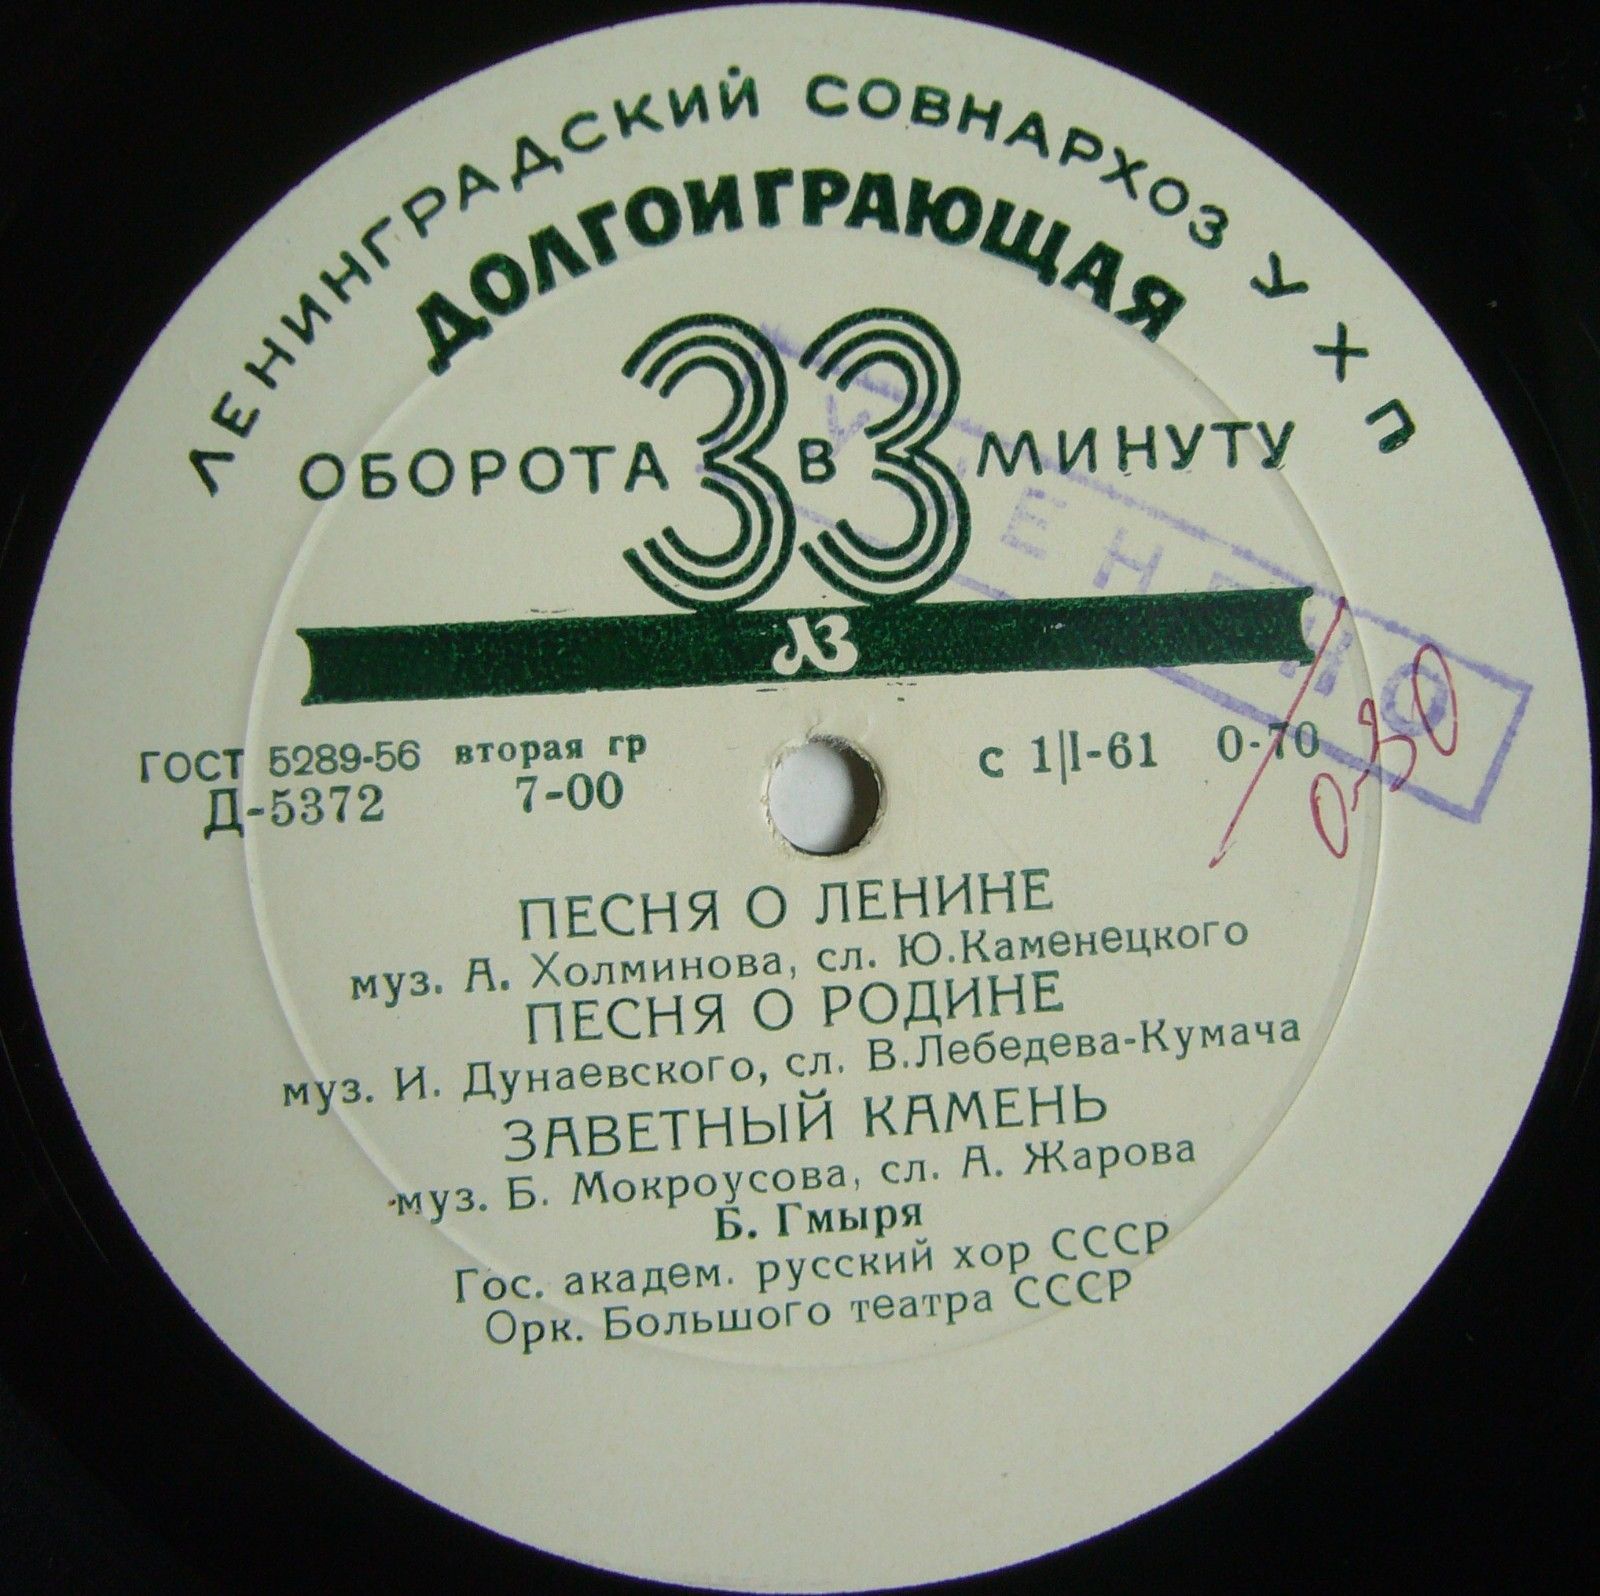 ЛЕНИНГРАДСКИЙ СОВНАРХОЗ УХП
ДОЛГОИГРАЮЩАЯ
33
ОБОРОТА В МИНУТУ
ЛЗ
ГОСТ 5289-56 вторая гр
Д-5372 7-00
с 1/I-61 0-70
0-30
ПЕСНЯ О ЛЕНИНЕ
муз. А. Холминова, сл. Ю.Каменецкого
ПЕСНЯ О РОДИНЕ
муз. И. Дунаевского, сл. В.Лебедева-Кумача
ЗАВЕТНЫЙ КАМЕНЬ
муз. Б. Мокроусова, сл. А. Жарова
Б. Гмыря
Гос. академ. русский хор СССР
Орк. Большого театра СССР